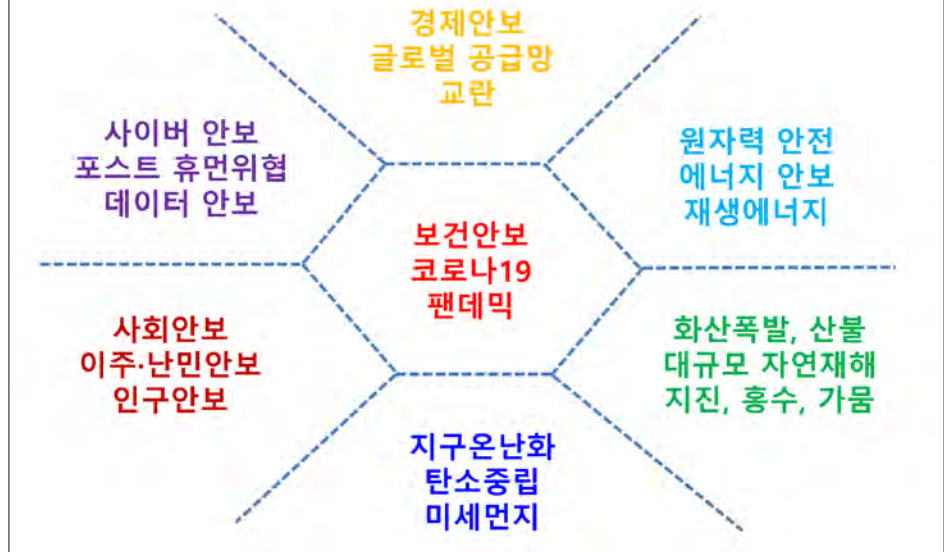 경제안보
글로벌 공급망
교란
사이버 안보
포스트 휴먼위협
데이터 안보
원자력 안전
에너지 안보
재생에너지
보건안보
코로나19
팬데믹
사회안보
이주·난민안보
인구안보
화산폭발, 산불
대규모 자연재해
지진, 홍수, 가뭄
지구온난화
탄소중립
미세먼지